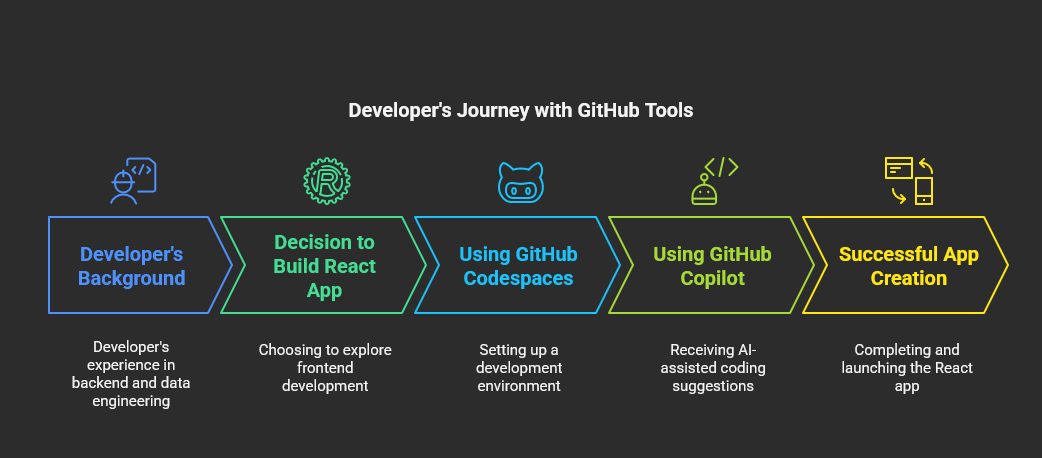 Developer's Journey with GitHub Tools
Developer's
Background
Decision to
Build React
App
Using GitHub
Codespaces
Using GitHub
Copilot
Successful App
Creation
Developer's
experience in
backend and data
engineering
Choosing to explore
frontend
development
Setting up a
development
environment
Receiving AI-
assisted coding
suggestions
Completing and
launching the React
app